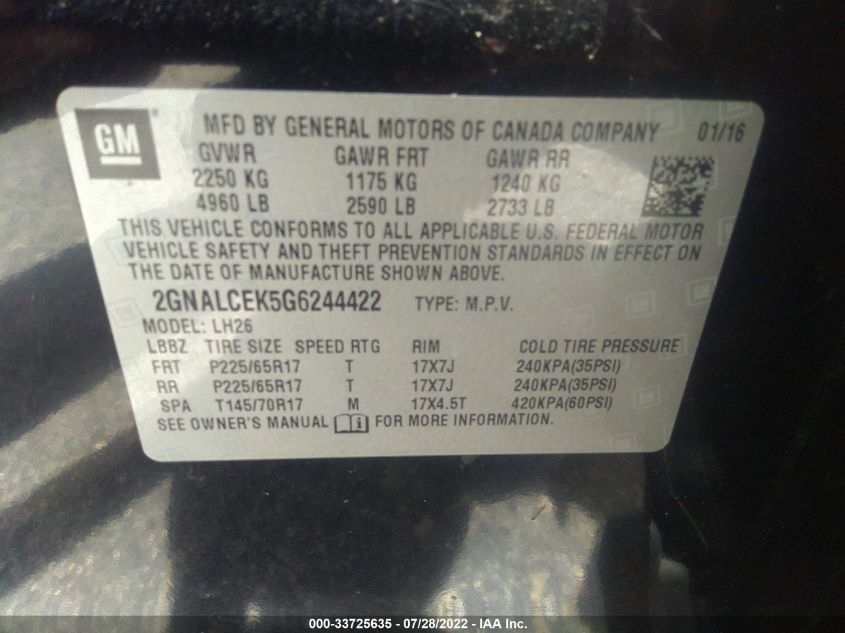 GM MFD BY GENERAL MOTORS OF CANADA COMPANY 01/16
GVWR GAWR FRT GAWR RR
2250 KG 1175 KG 1240 KG
4960 LB 2590 LB 2733 LB
THIS VEHICLE CONFORMS TO ALL APPLICABLE U.S. FEDERAL MOTOR
VEHICLE SAFETY AND THEFT PREVENTION STANDARDS IN EFFECT ON
THE DATE OF MANUFACTURE SHOWN ABOVE.
2GNALCEK5G6244422 TYPE: M.P.V.
MODEL: LH26
LBBZ TIRE SIZE SPEED RTG RIM COLD TIRE PRESSURE
FRT P225/65R17 T 17X7J 240KPA(35PSI)
RR P225/65R17 T 17X7J 240KPA(35PSI)
SPA T145/70R17 M 17X4.5T 420KPA(60PSI)
SEE OWNER'S MANUAL FOR MORE INFORMATION.
000-33725635 - 07/28/2022 - IAA Inc.